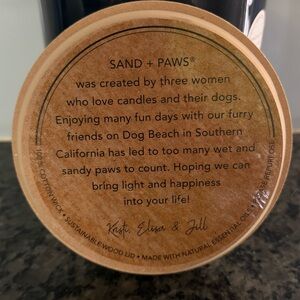 SAND + PAWS®
was created by three women
who love candles and their dogs.
Enjoying many fun days with our furry
friends on Dog Beach in Southern
California has led to too many wet and
sandy paws to count. Hoping we can
bring light and happiness
into your life!
Kristi, Elisa & Jill
COTTON WICK • SUSTAINABLE WOOD LID • MADE WITH NATURAL ESSENTIAL OILS